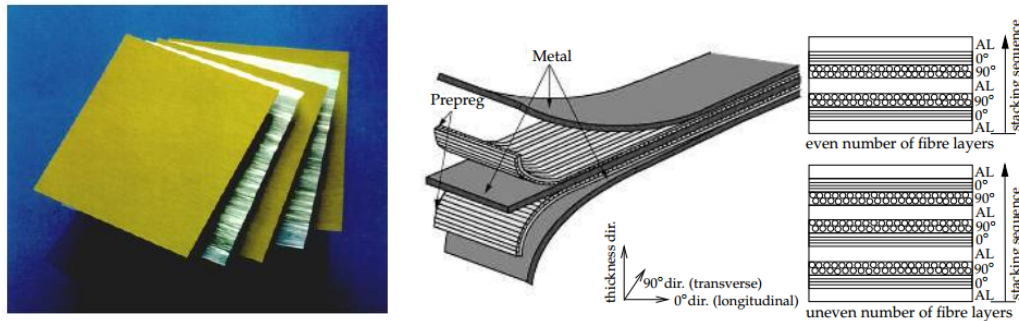 Metal
Prepreg
thickness dir.
90°dir. (transverse)
0°dir. (longitudinal)
AL
0°
90°
AL
90°
0°
AL
stacking sequence
even number of fibre layers
AL
0°
90°
AL
90°
0°
AL
90°
0°
AL
stacking sequence
uneven number of fibre layers